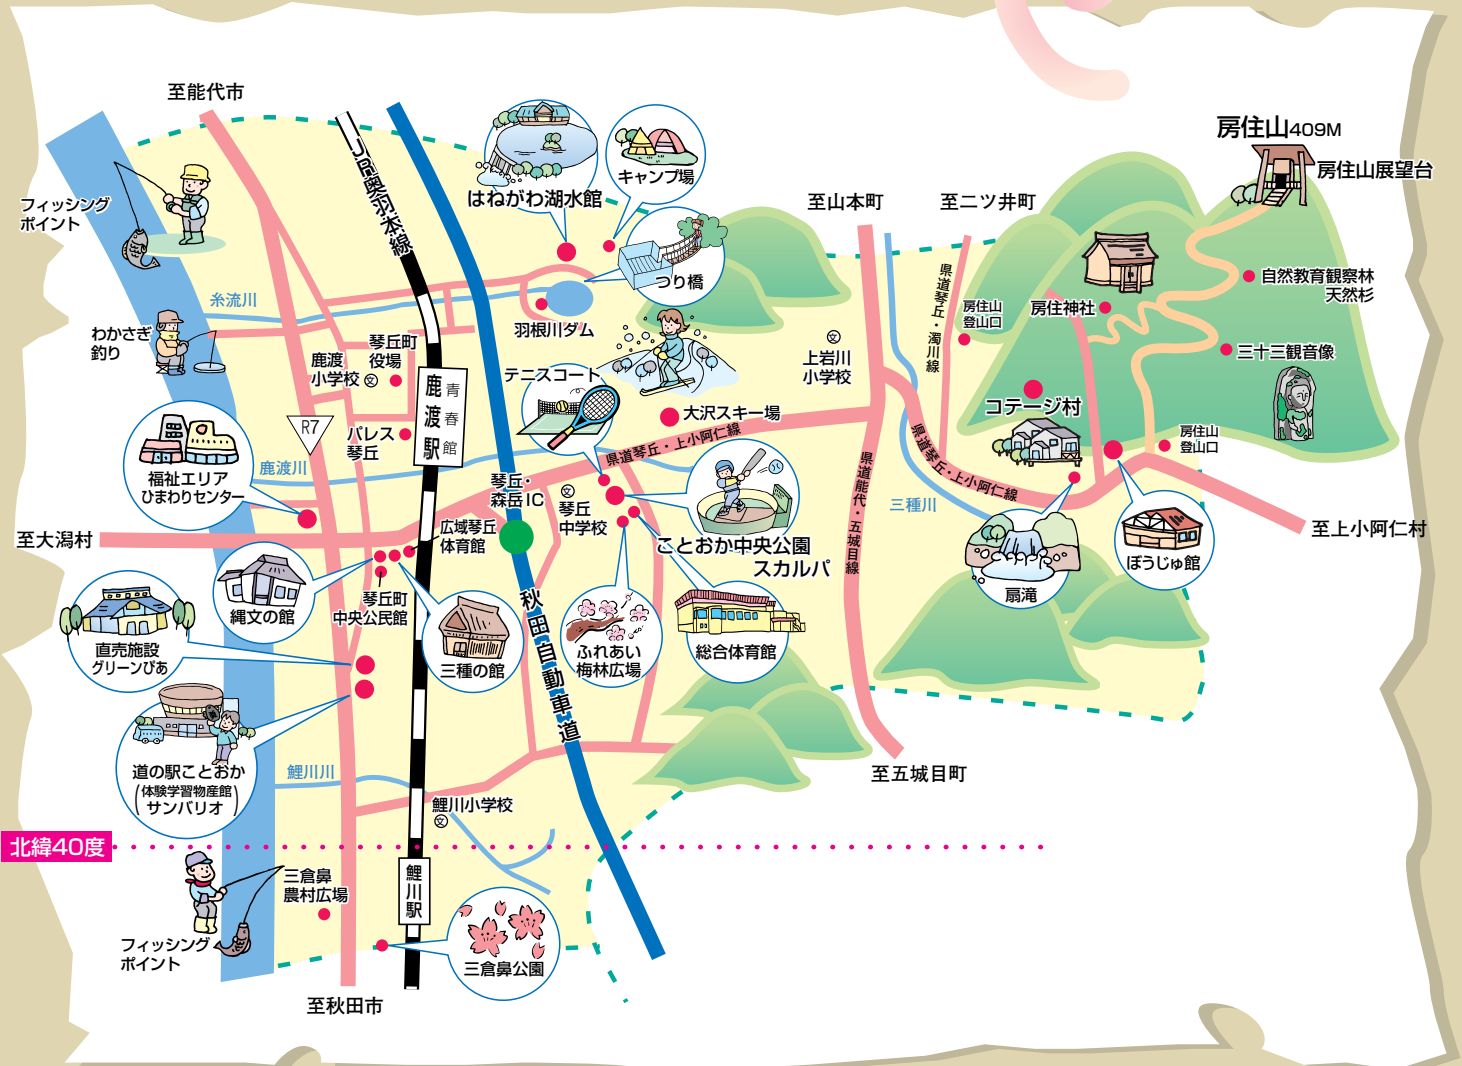 至能代市
JR奥羽本線
はねがわ湖水館
キャンプ場
房住山409M
房住山展望台
フィッシング
ポイント
至山本町
至二ツ井町
つり橋
自然教育観察林
天然杉
県道琴丘・濁川線
糸流川
房住山
登山口
房住神社
わかさぎ
釣り
羽根川ダム
琴丘町
役場
鹿渡
小学校
文
文
上岩川
小学校
三十三観音像
テニスコート
鹿渡駅
青春館
コテージ村
大沢スキー場
R7
パレス
琴丘
県道琴丘・上小阿仁線
県道琴丘・上小阿仁線
房住山
登山口
福祉エリア
ひまわりセンター
鹿渡川
県道能代・五城目線
琴丘・
森岳IC
文
琴丘
中学校
三種川
至大潟村
広域琴丘
体育館
ことおか中央公園
スカルパ
至上小阿仁村
ぼうじゅ館
扇滝
縄文の館
琴丘町
中央公民館
秋田自動車道
直売施設
グリーンぴあ
三種の館
ふれあい
梅林広場
総合体育館
道の駅ことおか
(体験学習物産館
サンバリオ)
鯉川川
至五城目町
鯉川小学校
文
北緯40度
三倉鼻
農村広場
鯉川駅
フィッシング
ポイント
三倉鼻公園
至秋田市